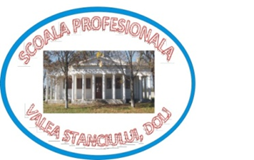 SCOALA PROFESIONALA
VALEA STANCIULUI, DOLJ